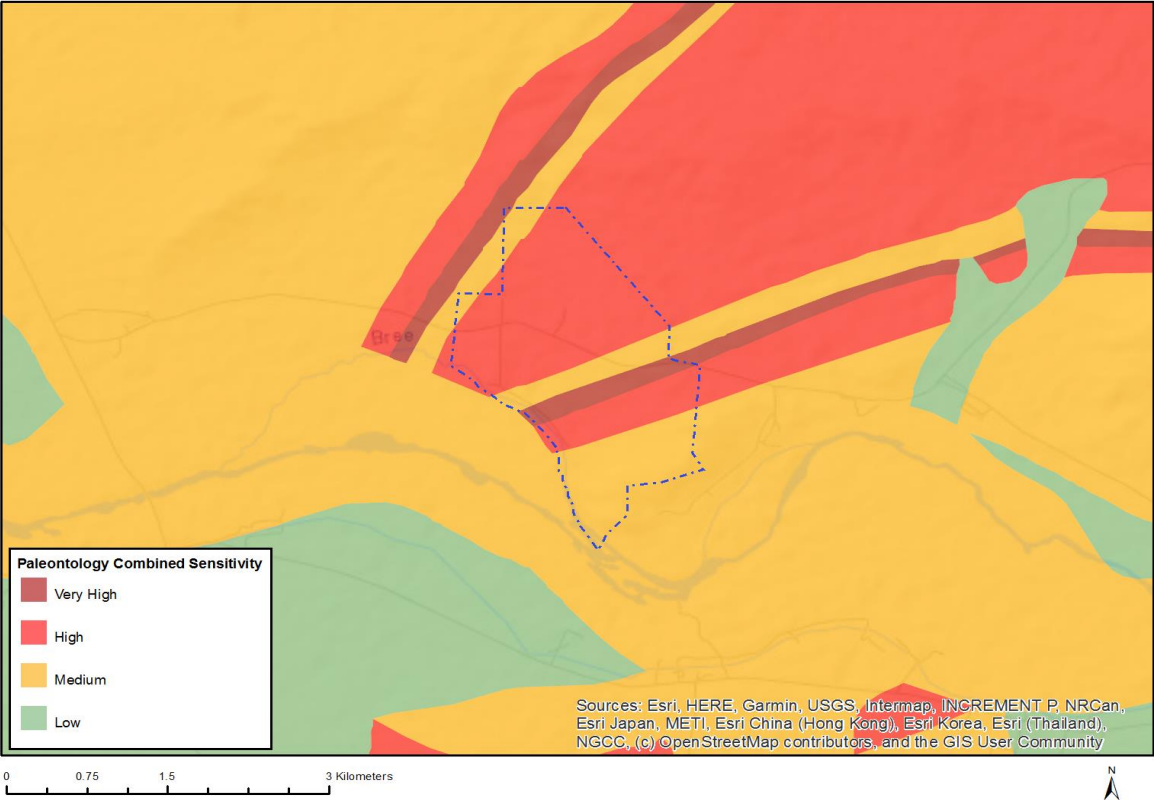 Bree
Paleontology Combined Sensitivity
Very High
High
Medium
Low
Sources: Esri, HERE, Garmin, USGS, Intermap, INCREMENT P, NRCan,
Esri Japan, METI, Esri China (Hong Kong), Esri Korea, Esri (Thailand),
NGCC, (c) OpenStreetMap contributors, and the GIS User Community
0 0.75 1.5 3 Kilometers
N